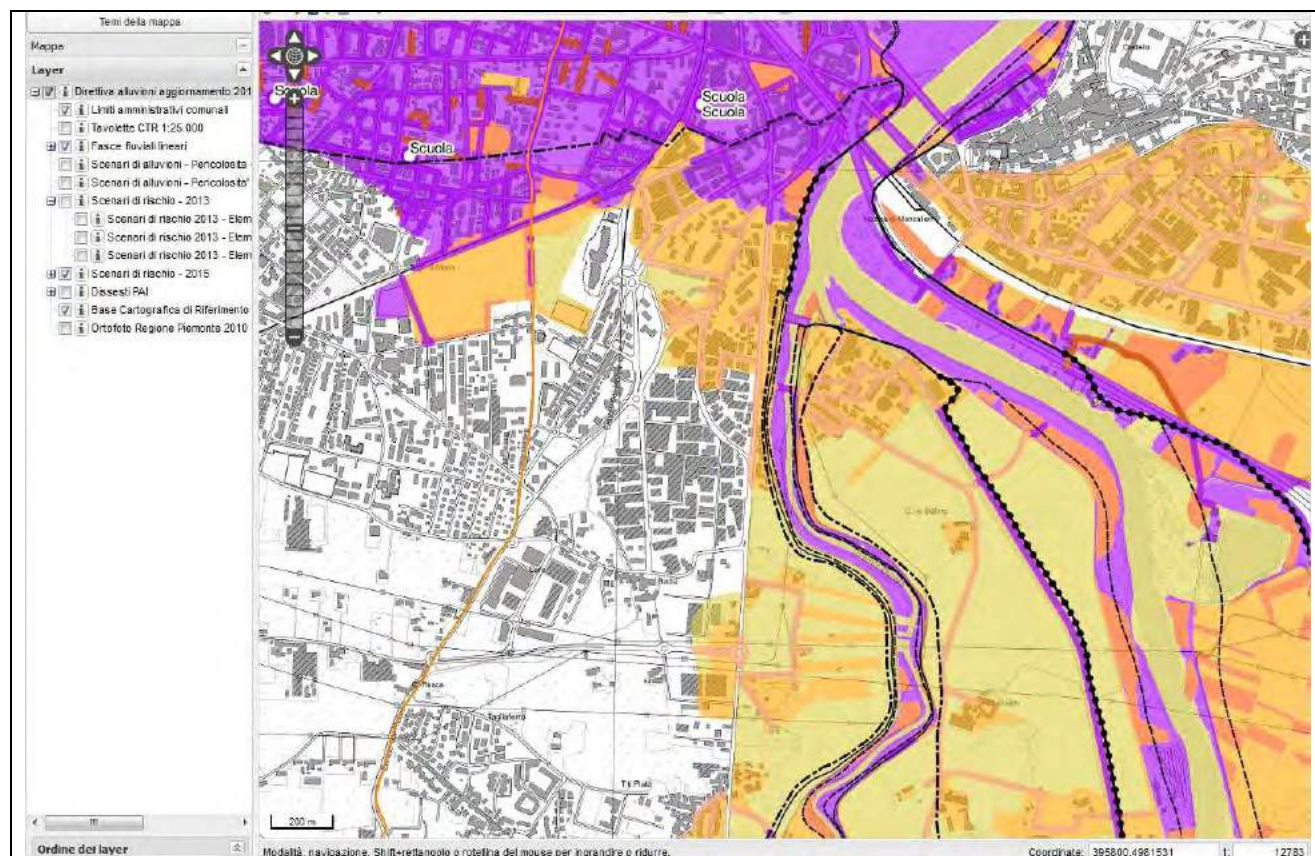 Temi della mappa
Mappa
Layer
Direttiva alluvioni aggiornamento 201
Limiti amministrativi comunali
Tavolette CTR 1:25.000
Fasce fluviali lineari
Scenari di alluvioni - Pericolosita
Scenari di alluvioni - Pericolosita'
Scenari di rischio - 2013
Scenari di rischio 2013 - Elem
Scenari di rischio 2013 - Elem
Scenari di rischio 2013 - Elem
Scenari di rischio - 2015
Dissesti PAI
Base Cartografica di Riferimento
Ortofoto Regione Piemonte 2010
Ordine dei layer
Scuola
Scuola
Scuola
Scuola
Castello
Tagliaferro
200 m
Modalità: navigazione. Shift+rettangolo o rotellina del mouse per ingrandire o ridurre.
Coordinate: 395800,4981531
1: 12783